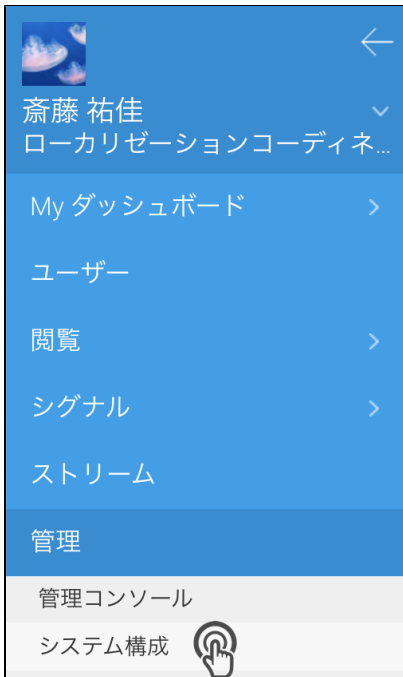 斎藤 祐佳
ローカリゼーションコーディネ...
My ダッシュボード
ユーザー
閲覧
シグナル
ストリーム
管理
管理コンソール
システム構成